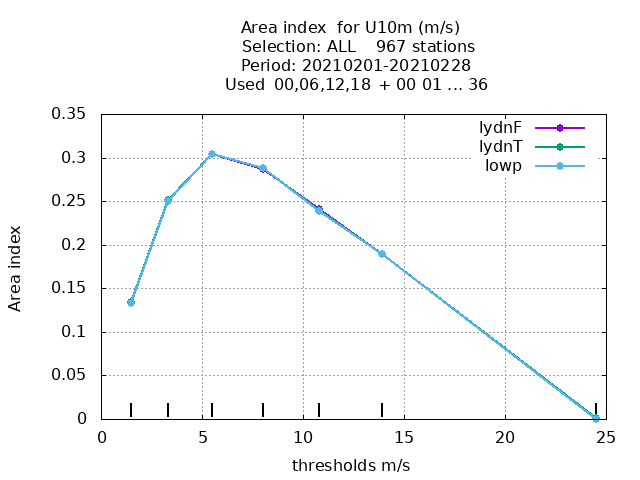 Area index  for U10m (m/s)
Selection: ALL    967 stations
Period: 20210201-20210228
Used  00,06,12,18  + 00 01 ... 36
0.35
0.3
0.25
0.2
0.15
0.1
0.05
0
Area index
lydnF
lydnT
lowp
0 5 10 15 20 25
thresholds m/s